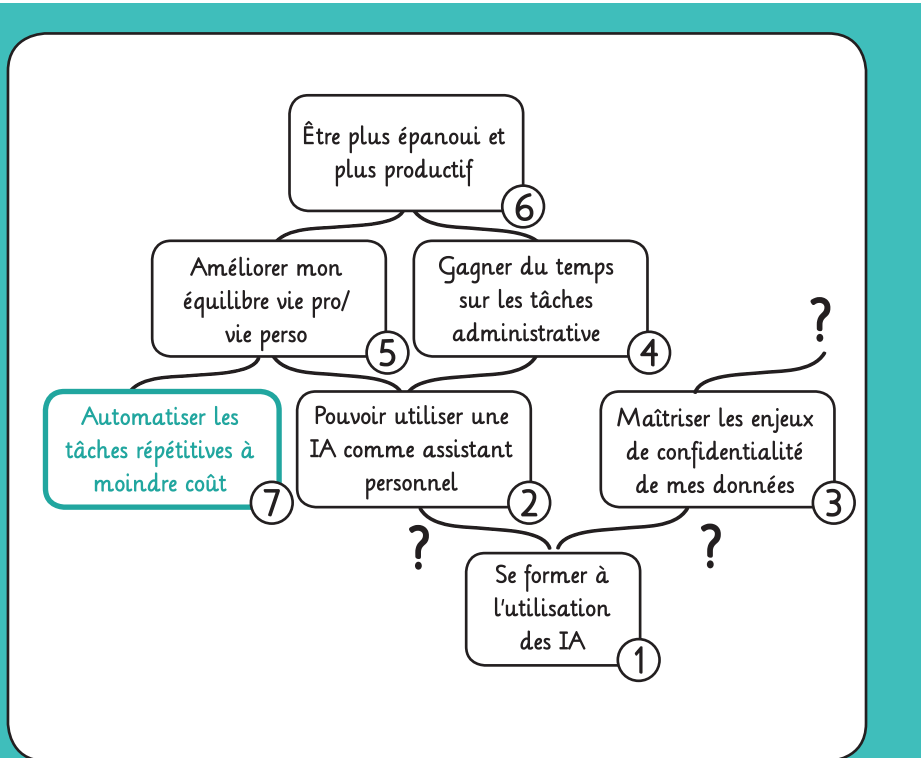 Être plus épanoui et
plus productif
6
Améliorer mon
équilibre vie pro/
vie perso
5
Gagner du temps
sur les tâches
administrative
4
?
Automatiser les
tâches répétitives à
moindre coût
7
Pouvoir utiliser une
IA comme assistant
personnel
2
Maîtriser les enjeux
de confidentialité
de mes données
3
?
?
Se former à
l'utilisation
des IA
1